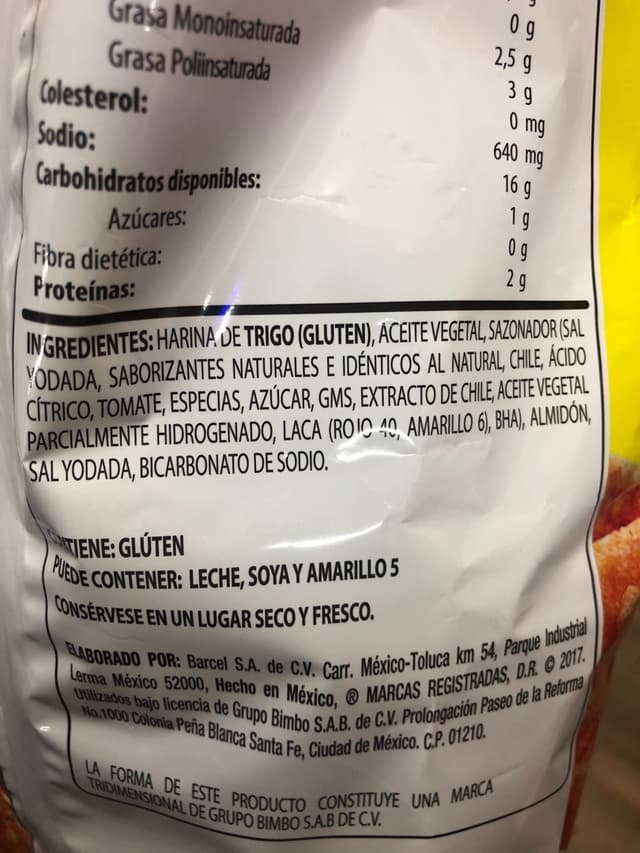 Grasa Monoinsaturada 0 g
Grasa Poliinsaturada 2,5 g
3 g
Colesterol: 0 mg
Sodio: 640 mg
Carbohidratos disponibles: 16 g
Azúcares: 1 g
Fibra dietética: 0 g
Proteínas: 2 g
INGREDIENTES: HARINA DE TRIGO (GLUTEN), ACEITE VEGETAL, SAZONADOR (SAL
YODADA, SABORIZANTES NATURALES E IDÉNTICOS AL NATURAL, CHILE, ÁCIDO
CÍTRICO, TOMATE, ESPECIAS, AZÚCAR, GMS, EXTRACTO DE CHILE, ACEITE VEGETAL
PARCIALMENTE HIDROGENADO, LACA (ROJO 40, AMARILLO 6), BHA), ALMIDÓN,
SAL YODADA, BICARBONATO DE SODIO.
CONTIENE: GLÚTEN
PUEDE CONTENER: LECHE, SOYA Y AMARILLO 5
CONSÉRVESE EN UN LUGAR SECO Y FRESCO.
ELABORADO POR: Barcel S.A. de C.V. Carr. México-Toluca km 54, Parque Industrial
Lerma México 52000, Hecho en México, ® MARCAS REGISTRADAS, D.R. © 2017.
Utilizados bajo licencia de Grupo Bimbo S.A.B. de C.V. Prolongación Paseo de la Reforma
No.1000 Colonia Peña Blanca Santa Fe, Ciudad de México. C.P. 01210.
LA FORMA DE ESTE PRODUCTO CONSTITUYE UNA MARCA
TRIDIMENSIONAL DE GRUPO BIMBO S.A.B DE C.V.